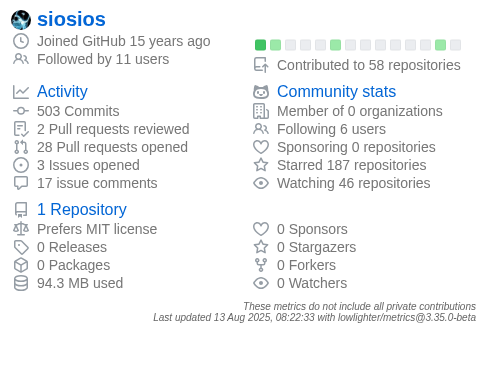 siosios
Joined GitHub 15 years ago
Followed by 11 users
Contributed to 58 repositories
Activity
503 Commits
2 Pull requests reviewed
28 Pull requests opened
3 Issues opened
17 issue comments
Community stats
Member of 0 organizations
Following 6 users
Sponsoring 0 repositories
Starred 187 repositories
Watching 46 repositories
1 Repository
Prefers MIT license
0 Releases
0 Packages
94.3 MB used
0 Sponsors
0 Stargazers
0 Forkers
0 Watchers
These metrics do not include all private contributions
Last updated 13 Aug 2025, 08:22:33 with lowlighter/metrics@3.35.0-beta